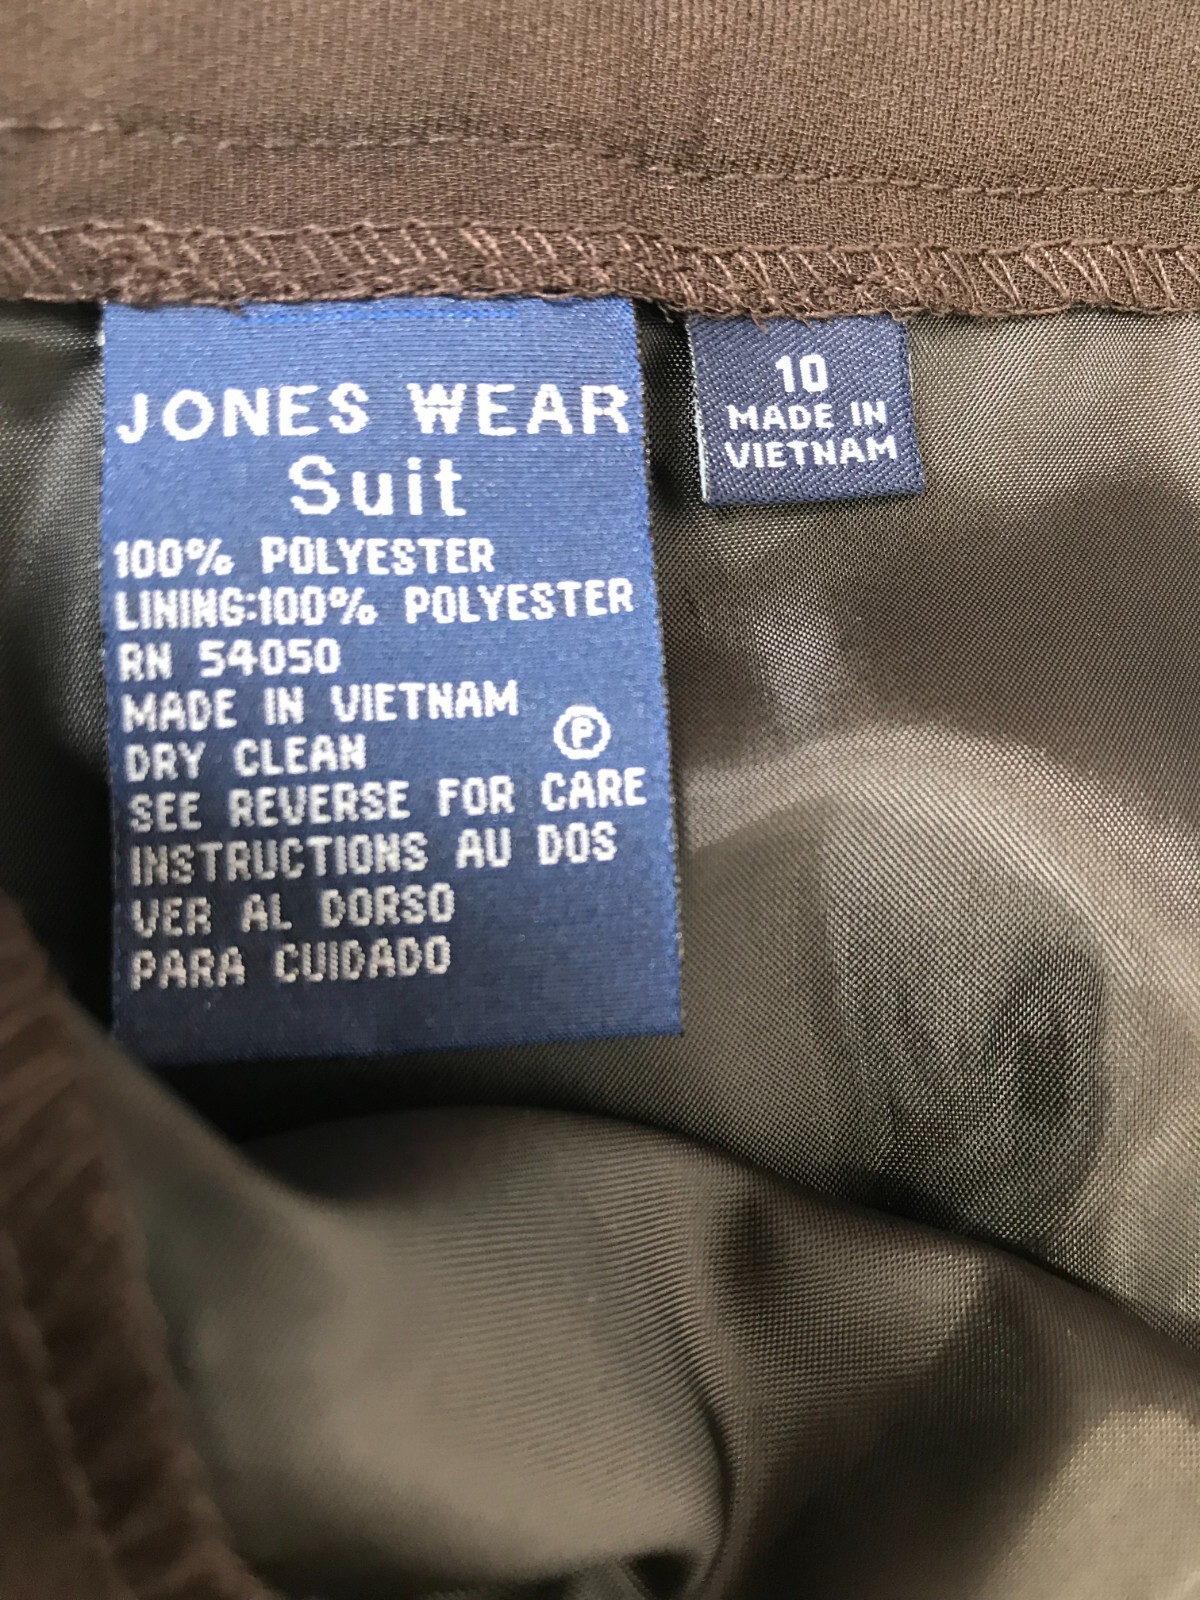 JONES WEAR
Suit
100% POLYESTER
LINING:100% POLYESTER
RN 54050
MADE IN VIETNAM
DRY CLEAN Ⓟ
SEE REVERSE FOR CARE
INSTRUCTIONS AU DOS
VER AL DORSO
PARA CUIDADO
10
MADE IN
VIETNAM